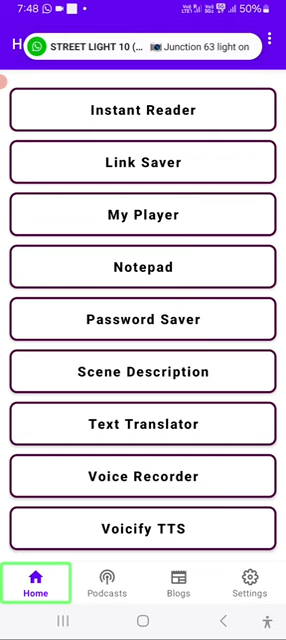 7:48 50%
STREET LIGHT 10 (... Junction 63 light on
Instant Reader
Link Saver
My Player
Notepad
Password Saver
Scene Description
Text Translator
Voice Recorder
Voicify TTS
Home Podcasts Blogs Settings